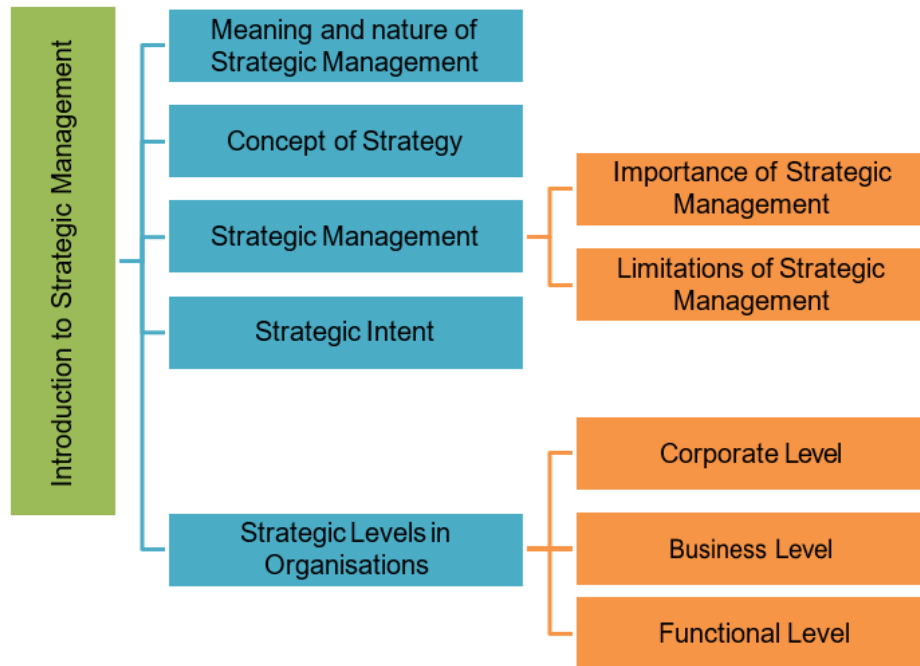 Introduction to Strategic Management
Meaning and nature of
Strategic Management
Concept of Strategy
Strategic Management
Importance of Strategic
Management
Limitations of Strategic
Management
Strategic Intent
Strategic Levels in
Organisations
Corporate Level
Business Level
Functional Level